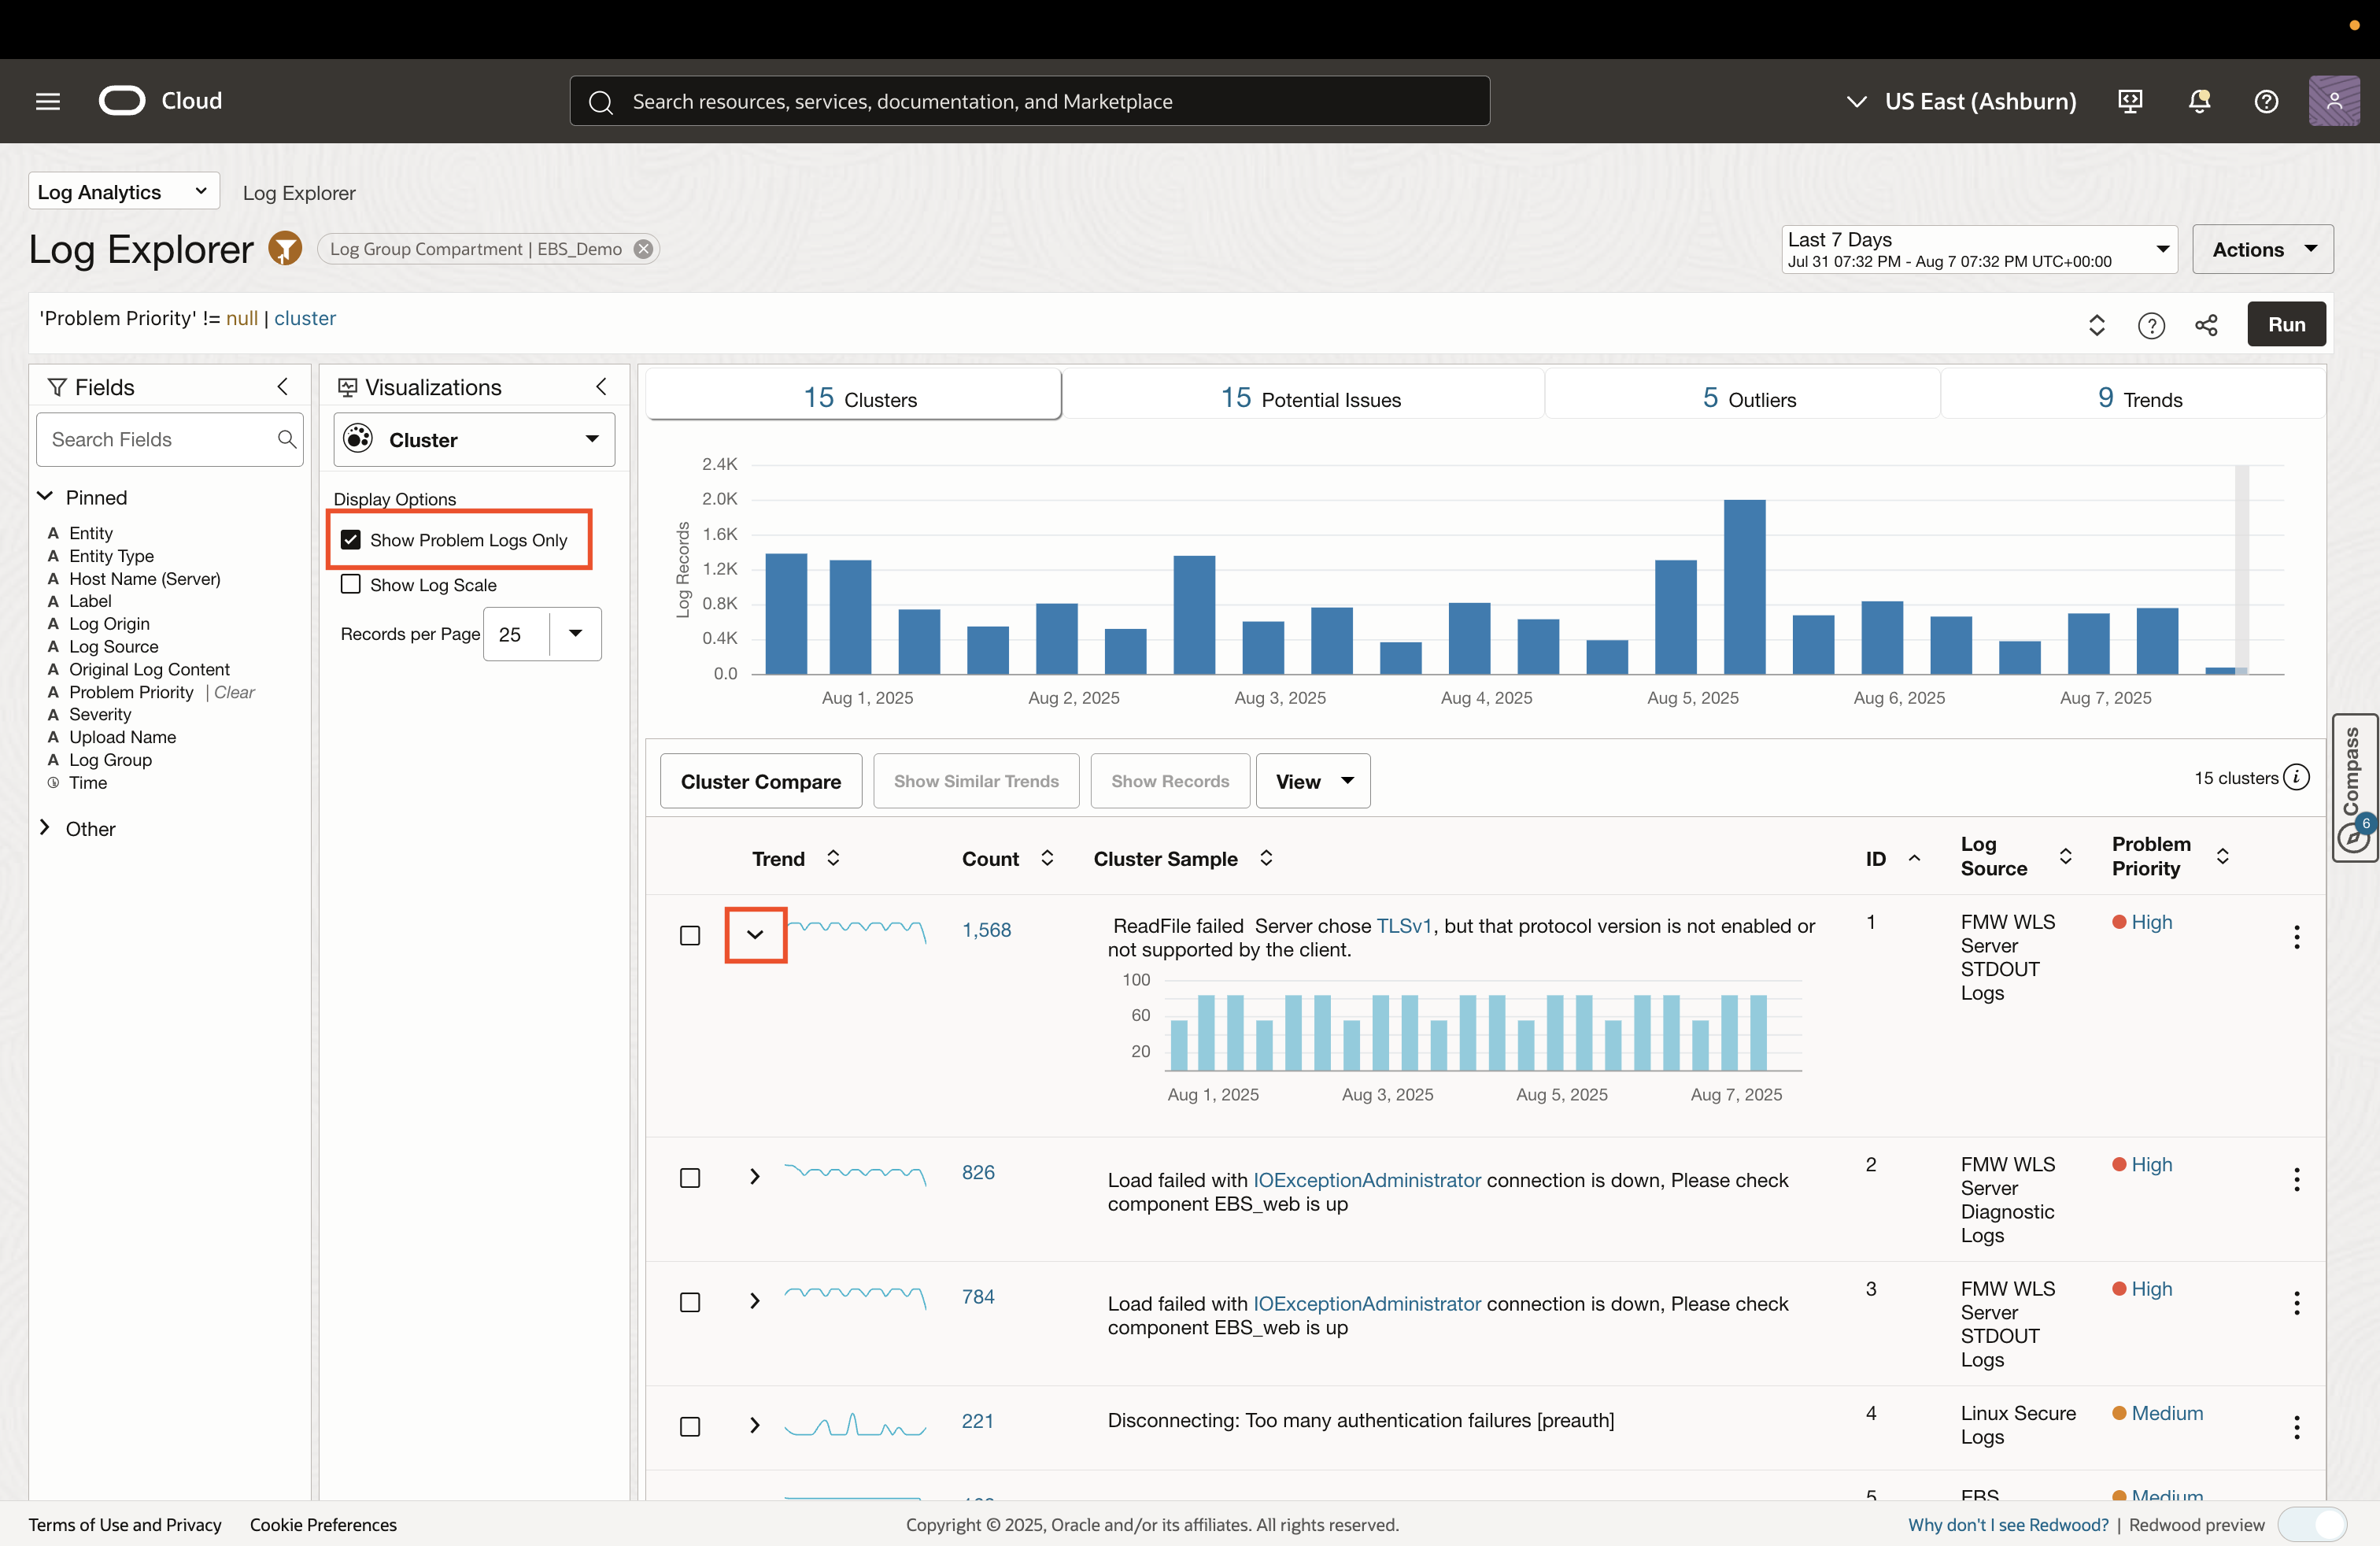 Cloud
Search resources, services, documentation, and Marketplace
US East (Ashburn)
Log Analytics
Log Explorer
Log Explorer
Log Group Compartment | EBS_Demo
Last 7 Days
Jul 31 07:32 PM - Aug 7 07:32 PM UTC+00:00
Actions
'Problem Priority' != null | cluster
Run
Fields
Search Fields
Pinned
A Entity
A Entity Type
A Host Name (Server)
A Label
A Log Origin
A Log Source
A Original Log Content
A Problem Priority | Clear
A Severity
A Upload Name
A Log Group
Time
Other
Visualizations
Cluster
Display Options
Show Problem Logs Only
Show Log Scale
Records per Page 25
15 Clusters
15 Potential Issues
5 Outliers
9 Trends
Log Records
2.4K
2.0K
1.6K
1.2K
0.8K
0.4K
0.0
Aug 1, 2025
Aug 2, 2025
Aug 3, 2025
Aug 4, 2025
Aug 5, 2025
Aug 6, 2025
Aug 7, 2025
Cluster Compare
Show Similar Trends
Show Records
View
15 clusters
Compass
6
Trend
Count
Cluster Sample
ID
Log
Source
Problem
Priority
1,568
ReadFile failed Server chose TLSv1, but that protocol version is not enabled or
not supported by the client.
100
60
20
Aug 1, 2025
Aug 3, 2025
Aug 5, 2025
Aug 7, 2025
1
FMW WLS
Server
STDOUT
Logs
High
826
Load failed with IOExceptionAdministrator connection is down, Please check
component EBS_web is up
2
FMW WLS
Server
Diagnostic
Logs
High
784
Load failed with IOExceptionAdministrator connection is down, Please check
component EBS_web is up
3
FMW WLS
Server
STDOUT
Logs
High
221
Disconnecting: Too many authentication failures [preauth]
4
Linux Secure
Logs
Medium
5
EBS
Medium
Terms of Use and Privacy
Cookie Preferences
Copyright © 2025, Oracle and/or its affiliates. All rights reserved.
Why don't I see Redwood? | Redwood preview